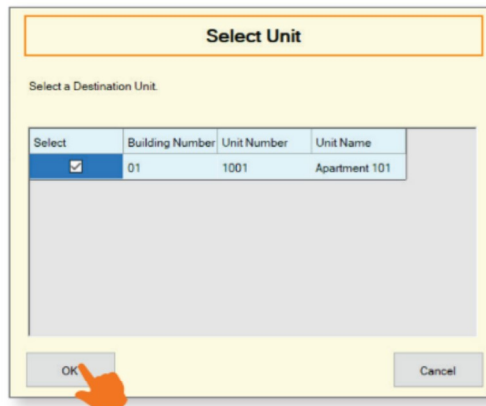 Select Unit
Select a Destination Unit.
Select Building Number Unit Number Unit Name
01 1001 Apartment 101
OK Cancel